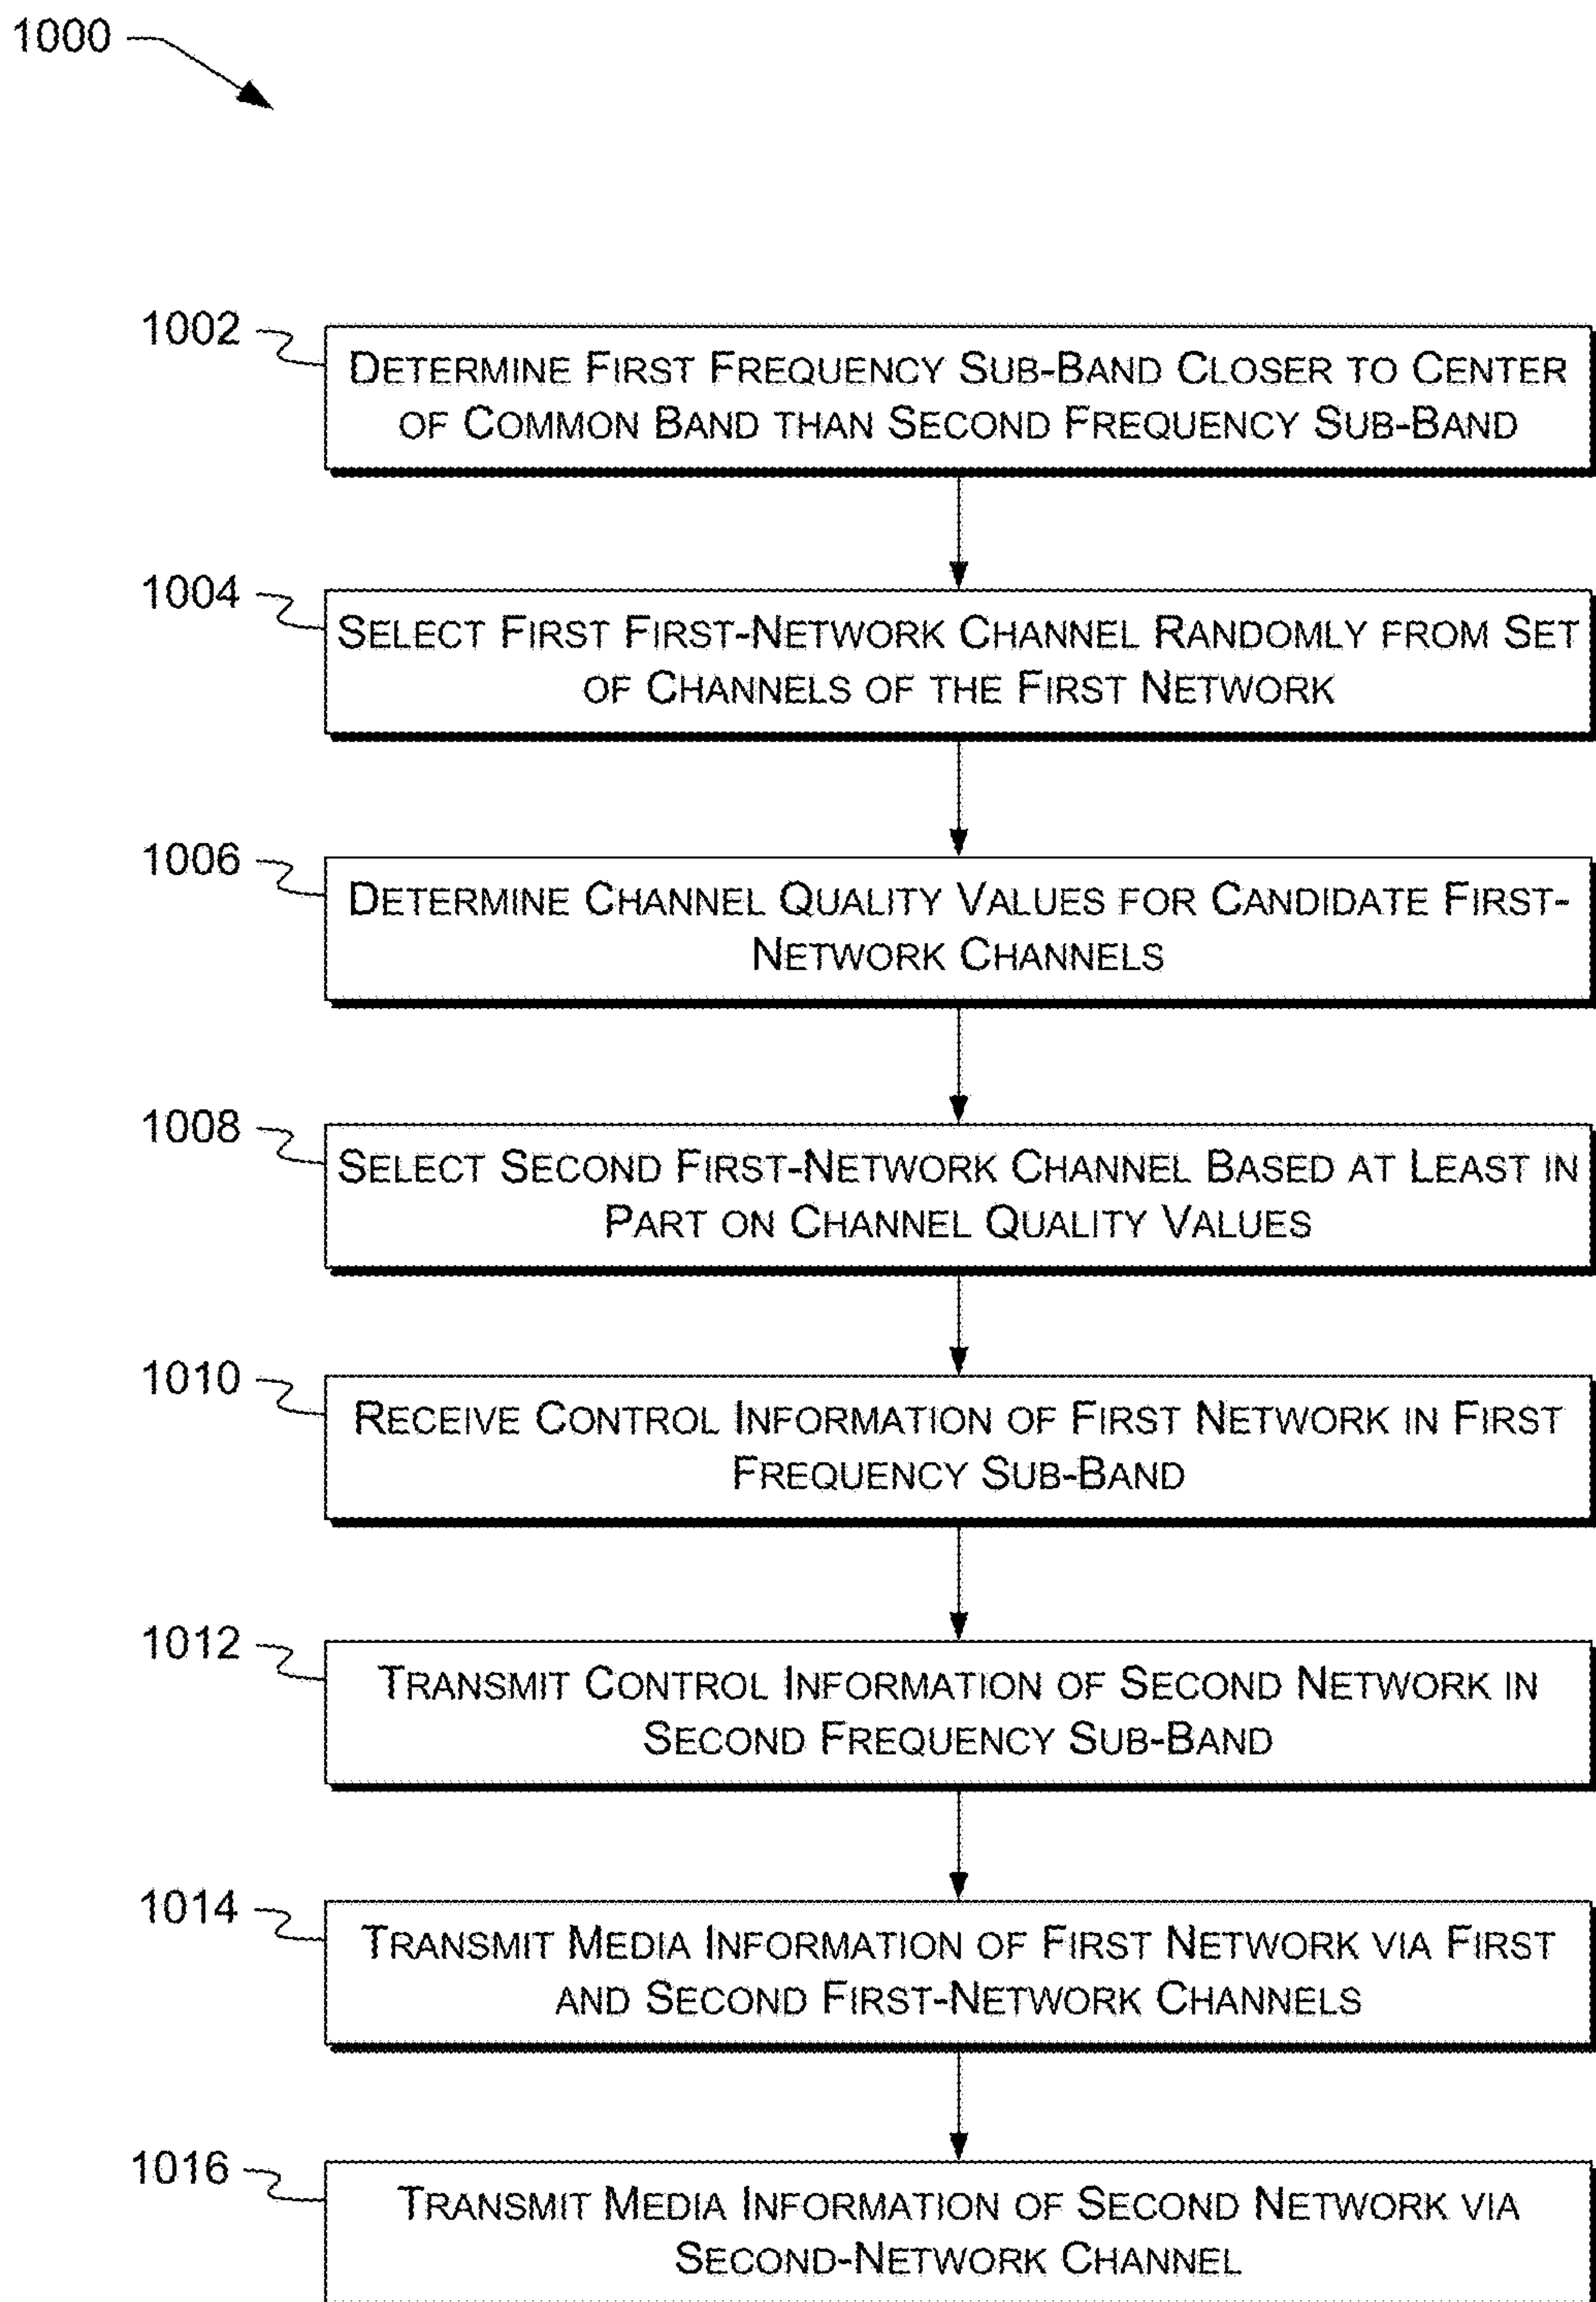 1000
1002
DETERMINE FIRST FREQUENCY SUB-BAND CLOSER TO CENTER
OF COMMON BAND THAN SECOND FREQUENCY SUB-BAND
1004
SELECT FIRST FIRST-NETWORK CHANNEL RANDOMLY FROM SET
OF CHANNELS OF THE FIRST NETWORK
1006
DETERMINE CHANNEL QUALITY VALUES FOR CANDIDATE FIRST-
NETWORK CHANNELS
1008
SELECT SECOND FIRST-NETWORK CHANNEL BASED AT LEAST IN
PART ON CHANNEL QUALITY VALUES
1010
RECEIVE CONTROL INFORMATION OF FIRST NETWORK IN FIRST
FREQUENCY SUB-BAND
1012
TRANSMIT CONTROL INFORMATION OF SECOND NETWORK IN
SECOND FREQUENCY SUB-BAND
1014
TRANSMIT MEDIA INFORMATION OF FIRST NETWORK VIA FIRST
AND SECOND FIRST-NETWORK CHANNELS
1016
TRANSMIT MEDIA INFORMATION OF SECOND NETWORK VIA
SECOND-NETWORK CHANNEL